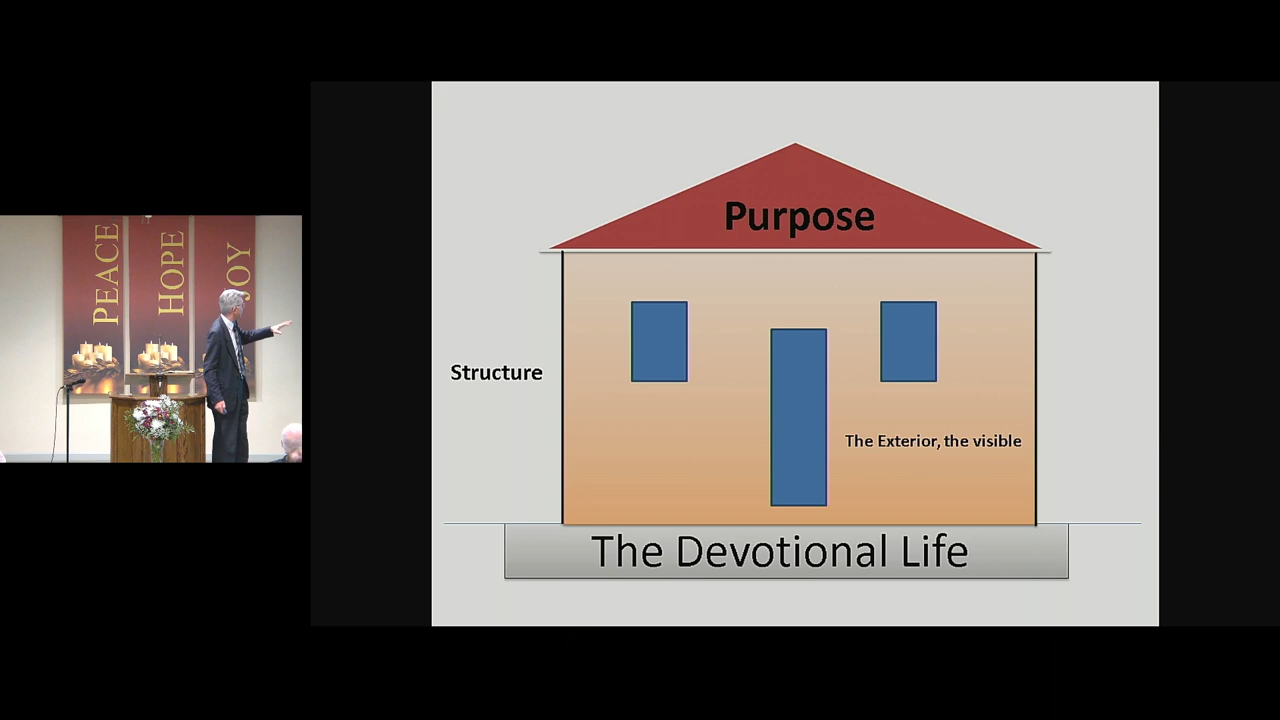 PEACE
HOPE
JOY
Purpose
Structure
The Exterior, the visible
The Devotional Life